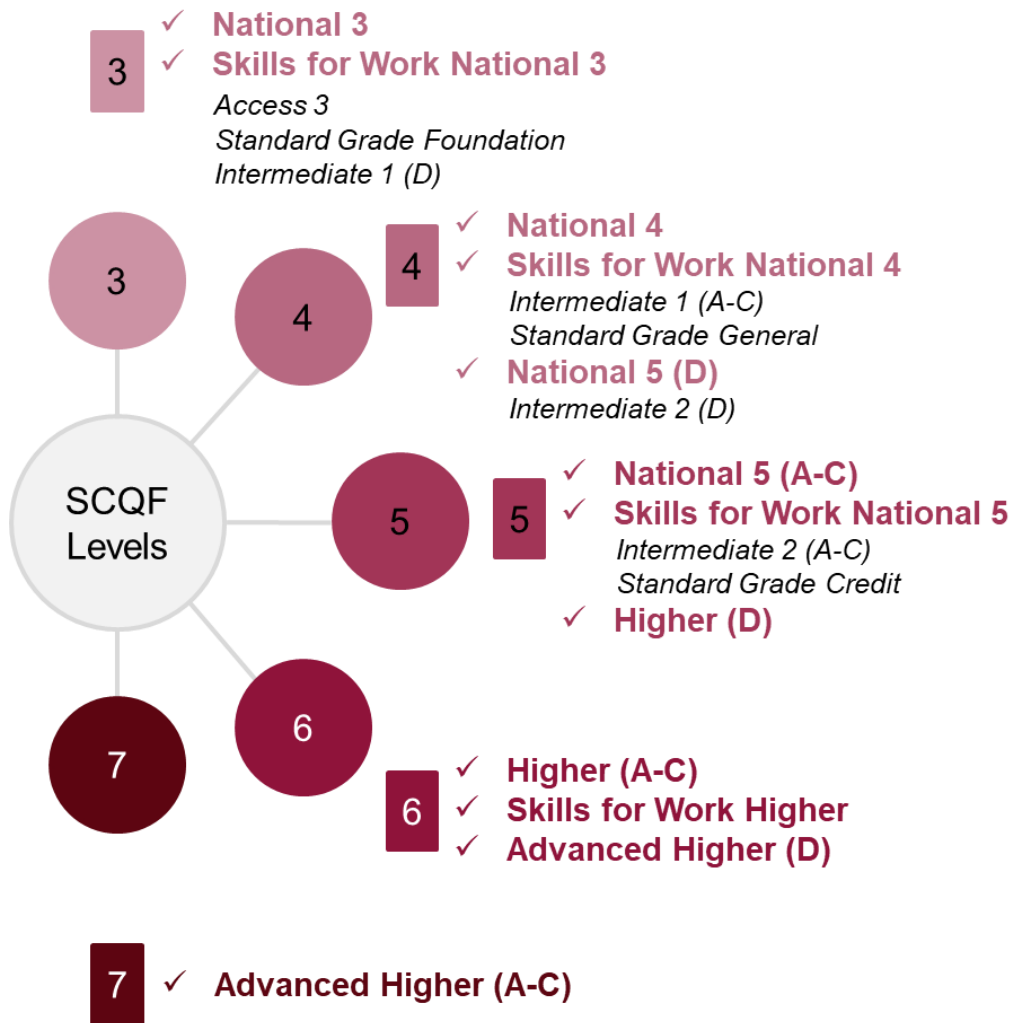 3
✓ National 3
✓ Skills for Work National 3
Access 3
Standard Grade Foundation
Intermediate 1 (D)
3
4
4
✓ National 4
✓ Skills for Work National 4
Intermediate 1 (A-C)
Standard Grade General
✓ National 5 (D)
Intermediate 2 (D)
SCQF
Levels
5
5
✓ National 5 (A-C)
✓ Skills for Work National 5
Intermediate 2 (A-C)
Standard Grade Credit
✓ Higher (D)
6
7
6
✓ Higher (A-C)
✓ Skills for Work Higher
✓ Advanced Higher (D)
7
✓ Advanced Higher (A-C)